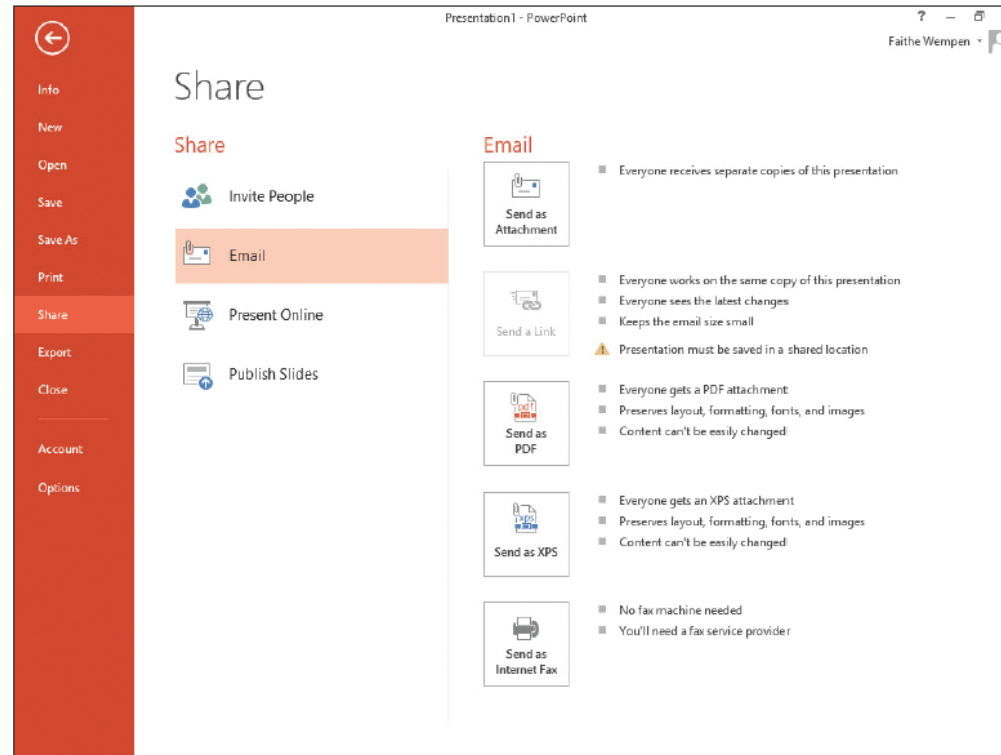 Presentation1 - PowerPoint
?
Faithe Wempen
Info
New
Open
Save
Save As
Print
Share
Export
Close
Account
Options
Share
Share
Invite People
Email
Present Online
Publish Slides
Email
Send as
Attachment
Everyone receives separate copies of this presentation
Send a Link
Everyone works on the same copy of this presentation
Everyone sees the latest changes
Keeps the email size small
Presentation must be saved in a shared location
pdf
Send as
PDF
Everyone gets a PDF attachment
Preserves layout, formatting, fonts, and images
Content can't be easily changed
xps
Send as XPS
Everyone gets an XPS attachment
Preserves layout, formatting, fonts, and images
Content can't be easily changed
Send as
Internet Fax
No fax machine needed
You'll need a fax service provider